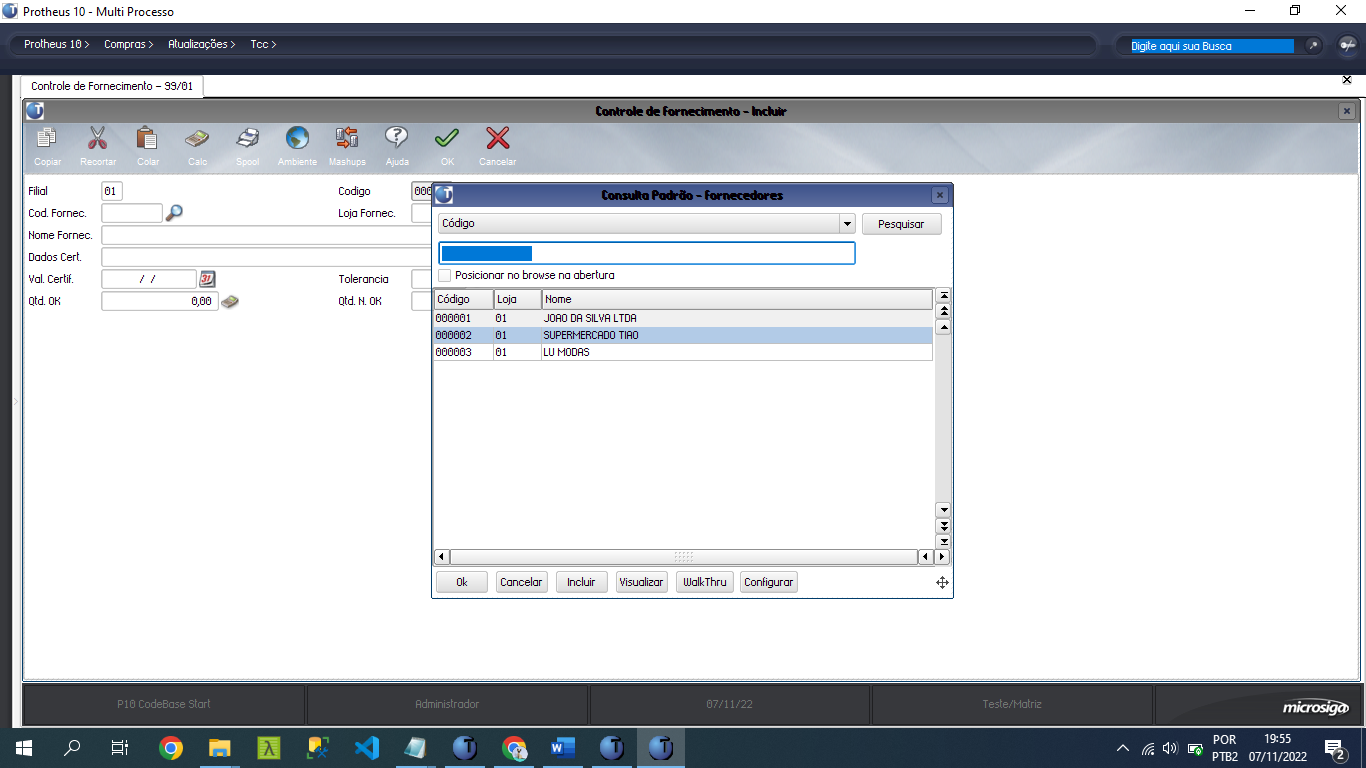 Protheus 10 - Multi Processo
Protheus 10 > Compras > Atualizações > Tcc >
Digite aqui sua Busca
Controle de Fornecimento - 99/01
Controle de Fornecimento - Incluir
Copiar Recortar Colar Calc Spool Ambiente Mashups Ajuda OK Cancelar
Filial 01 Codigo 000
Cod. Fornec. Loja Fornec.
Nome Fornec.
Dados Cert.
Val. Certif. / / 31 Tolerancia
Qtd. OK 0,00 Qtd. N. OK
Consulta Padrão - Fornecedores
Código Pesquisar
Posicionar no browse na abertura
Código Loja Nome
000001 01 JOAO DA SILVA LTDA
000002 01 SUPERMERCADO TIAO
000003 01 LU MODAS
Ok Cancelar Incluir Visualizar WalkThru Configurar
P10 CodeBase Start Administrador 07/11/22 Teste/Matriz microsiga
POR 19:55
PTB2 07/11/2022 2